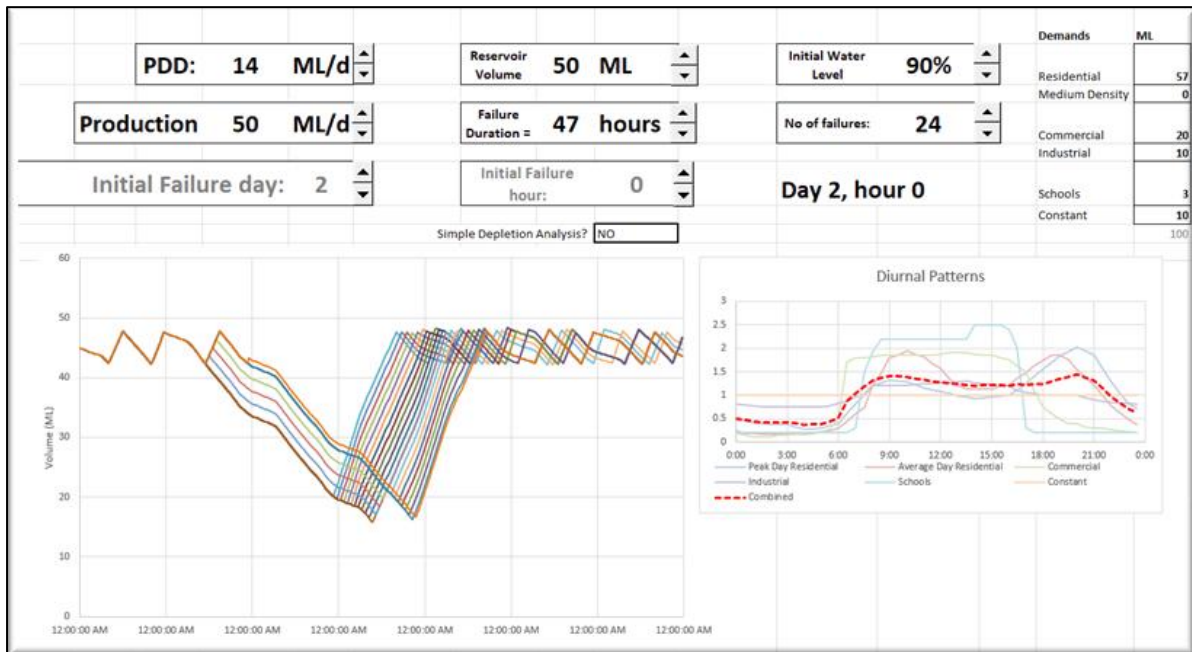 Demands ML
PDD: 14 ML/d
Reservoir Volume 50 ML
Initial Water Level 90%
Residential 57
Medium Density 0
Production 50 ML/d
Failure Duration = 47 hours
No of failures: 24
Commercial 20
Industrial 10
Initial Failure day: 2
Initial Failure hour: 0
Day 2, hour 0
Schools 3
Constant 10
Simple Depletion Analysis? NO
100
60
50
40
30
20
10
0
Volume (ML)
12:00:00 AM 12:00:00 AM 12:00:00 AM 12:00:00 AM 12:00:00 AM 12:00:00 AM 12:00:00 AM 12:00:00 AM
Diurnal Patterns
3
2.5
2
1.5
1
0.5
0
0:00 3:00 6:00 9:00 12:00 15:00 18:00 21:00 0:00
Peak Day Residential Average Day Residential Commercial
Industrial Schools Constant
Combined